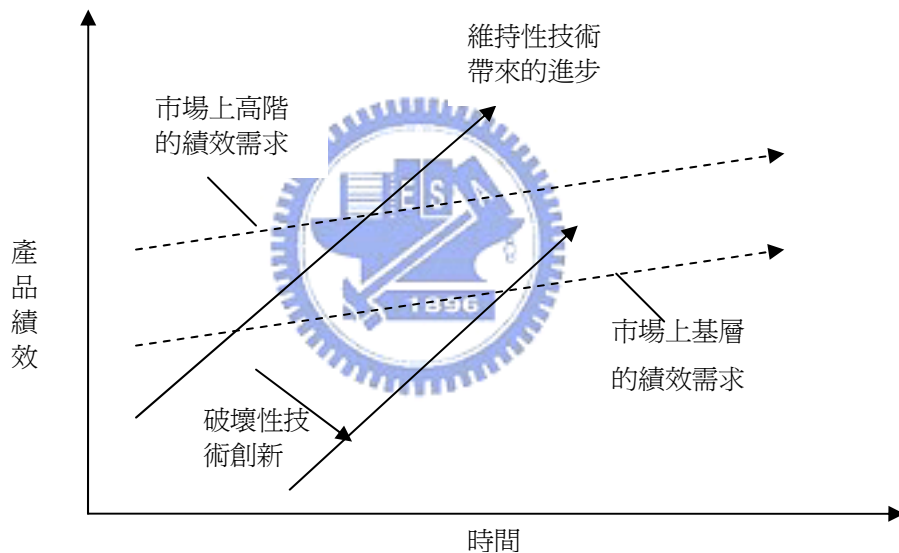 維持性技術
帶來的進步
市場上高階
的績效需求
產
品
績
效
ES
1896
市場上基層
的績效需求
破壞性技
術創新
時間